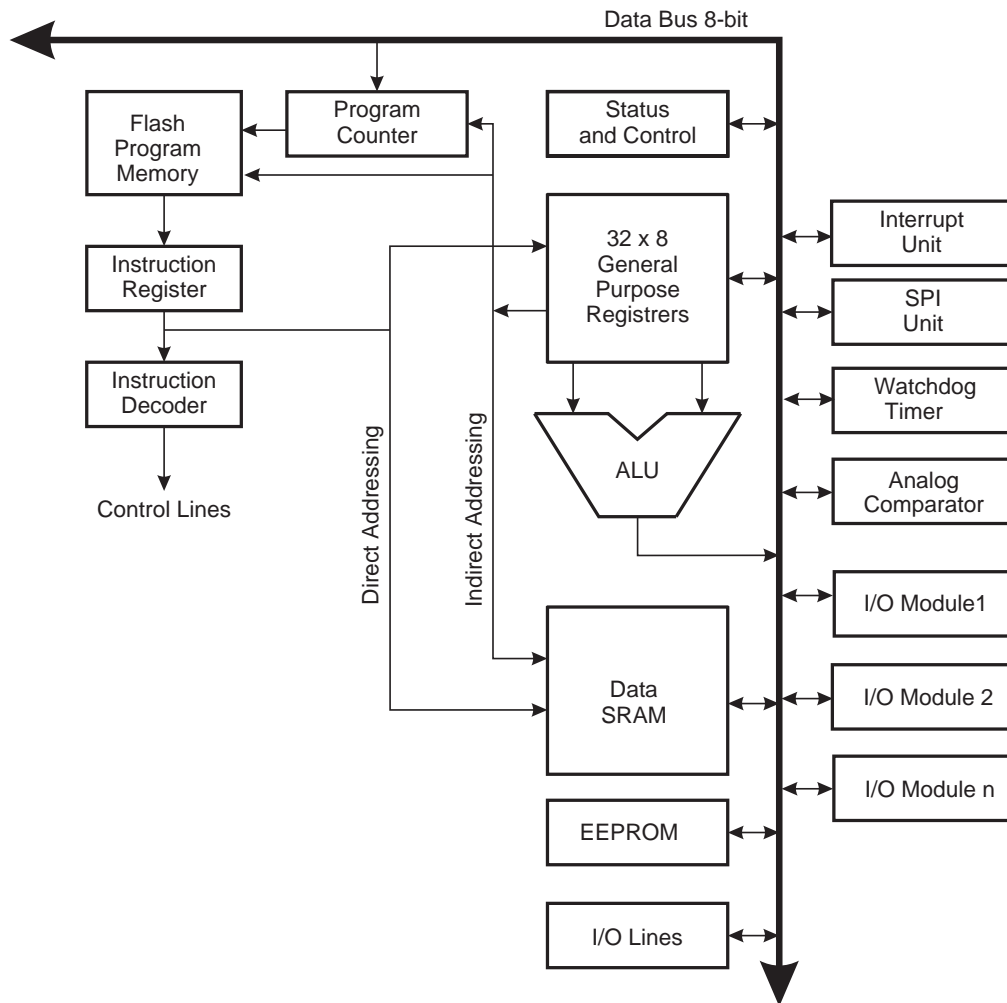 Data Bus 8-bit
Flash
Program
Memory
Program
Counter
Status
and Control
32 x 8
General
Purpose
Registrers
Interrupt
Unit
Instruction
Register
SPI
Unit
Instruction
Decoder
Watchdog
Timer
Direct Addressing
Indirect Addressing
ALU
Analog
Comparator
Control Lines
I/O Module1
Data
SRAM
I/O Module 2
I/O Module n
EEPROM
I/O Lines